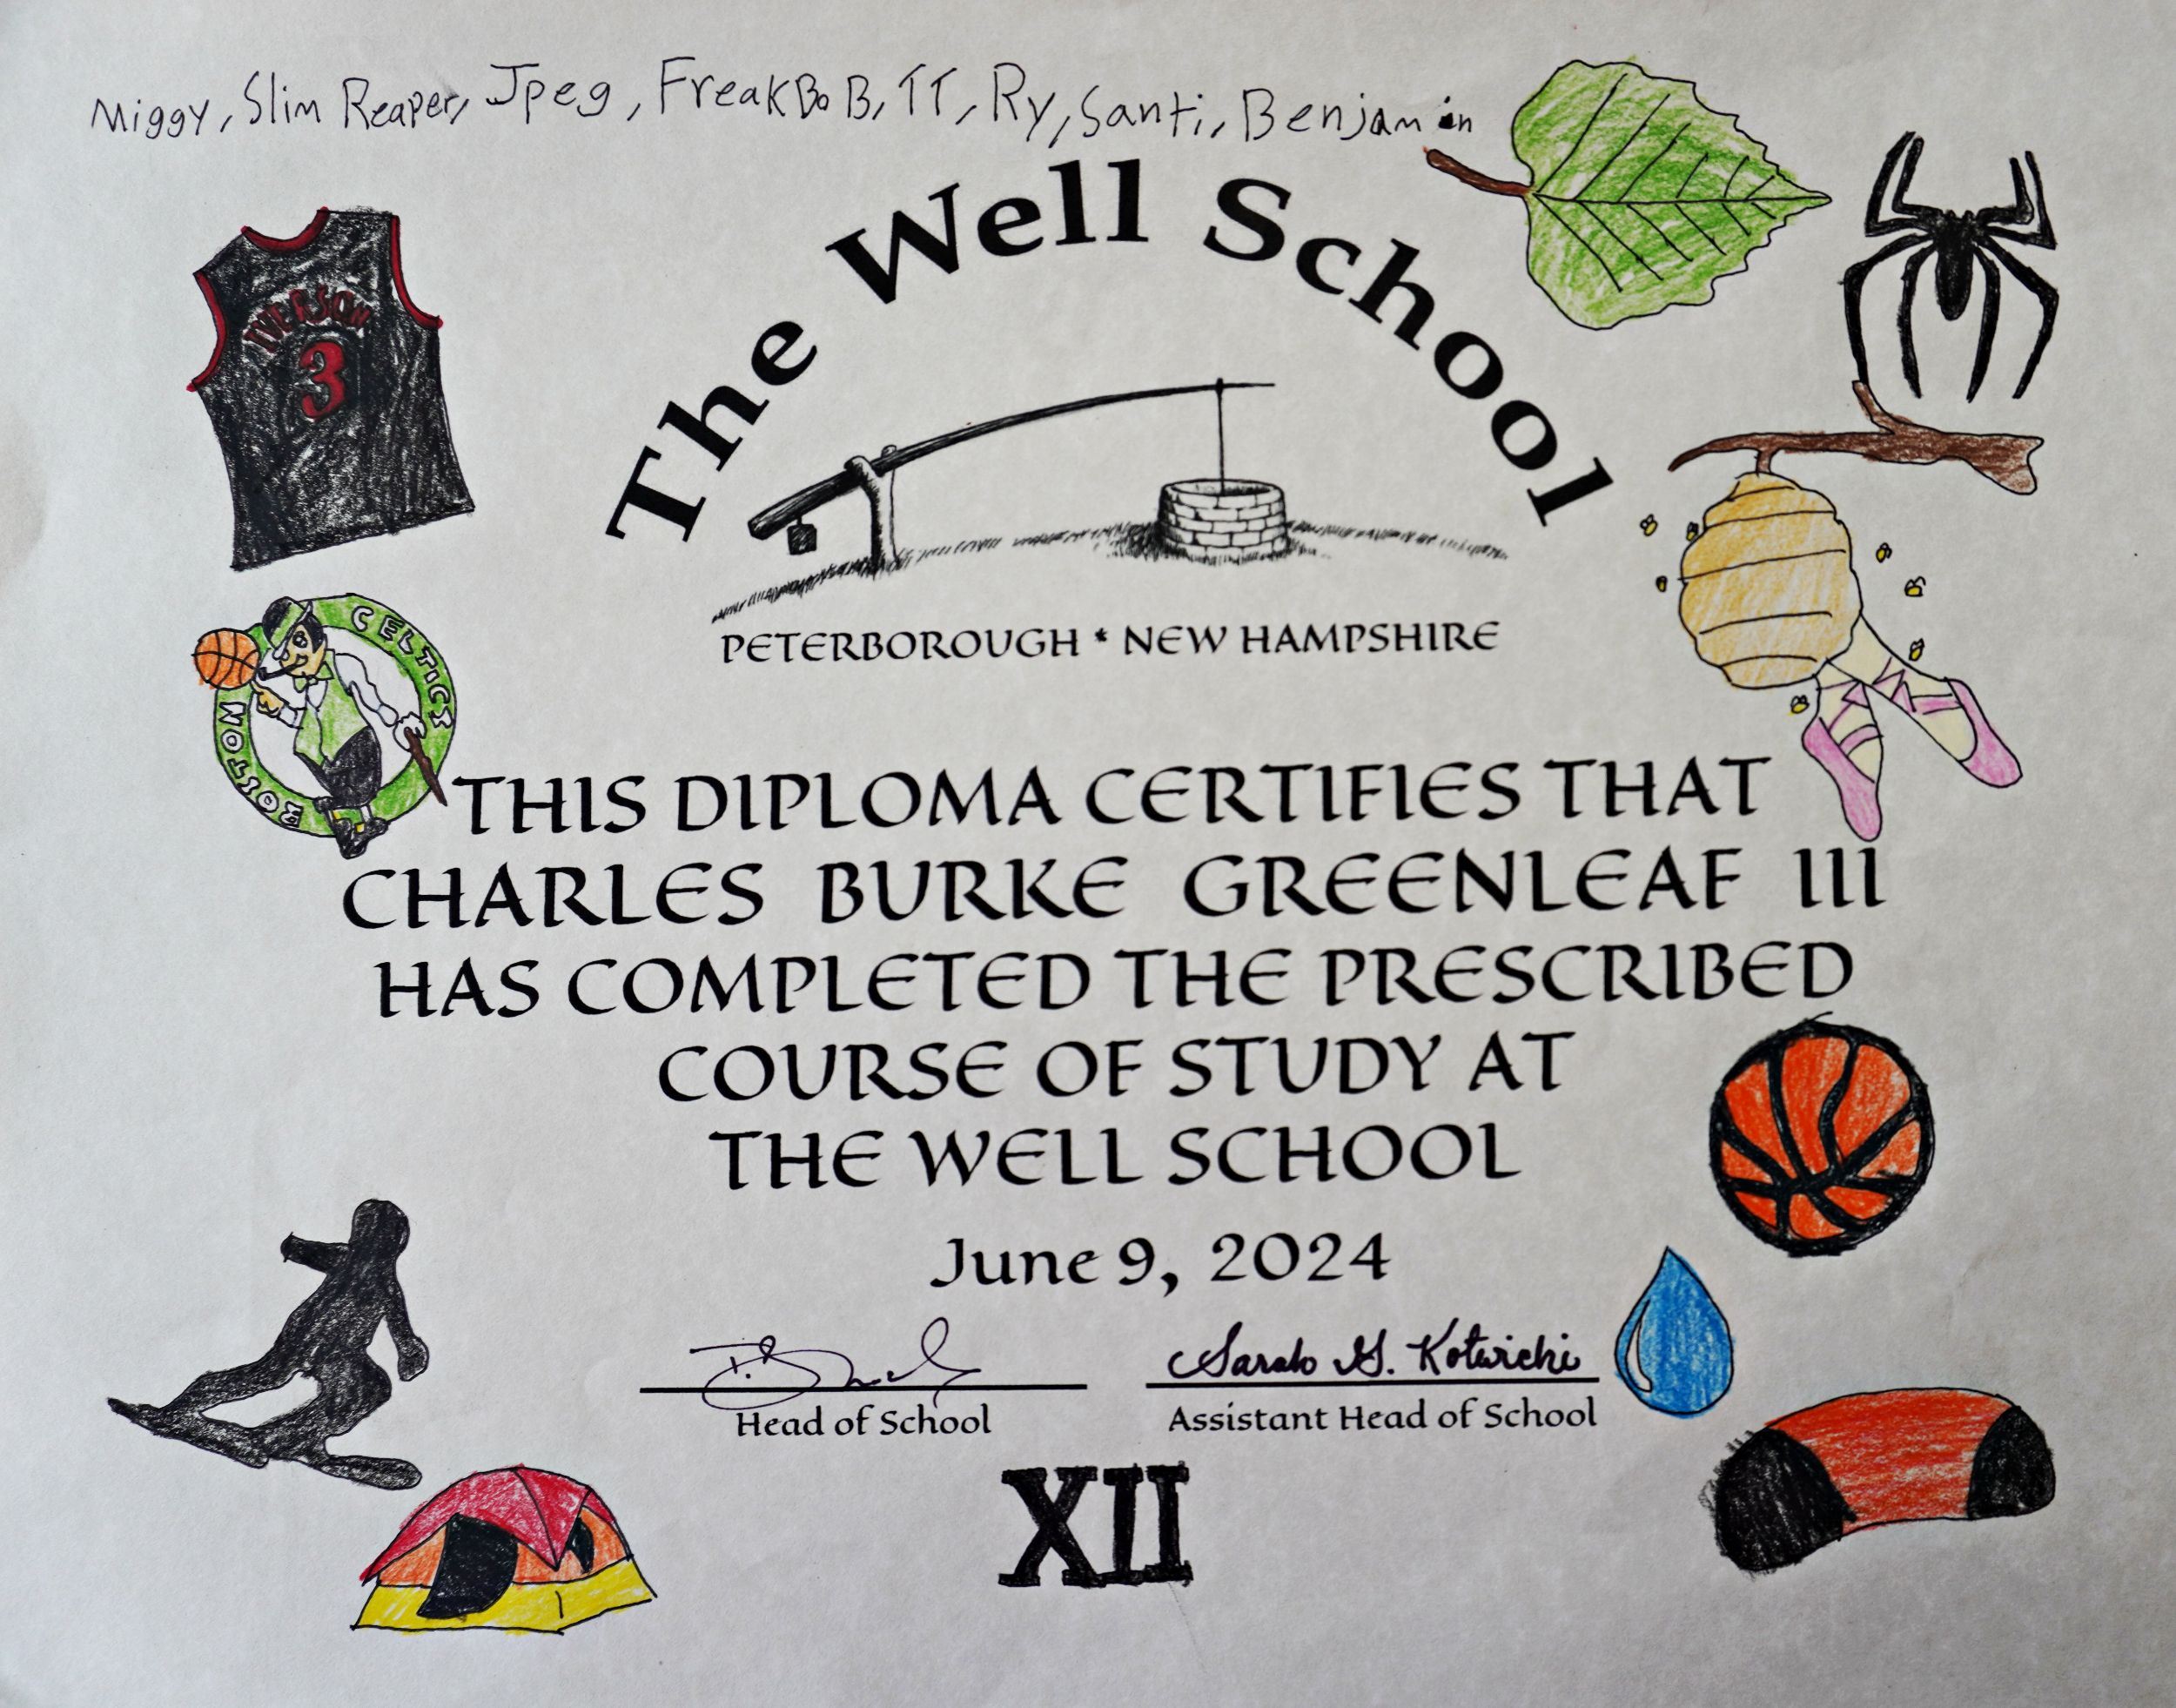 Miggy, Slim Reaper, Jpeg, FreakBoB, TT, Ry, Santi, Benjamin
The Well School
IVERSON
3
PETERBOROUGH * NEW HAMPSHIRE
BOSTON CELTICS
THIS DIPLOMA CERTIFIES THAT
CHARLES BURKE GREENLEAF III
HAS COMPLETED THE PRESCRIBED
COURSE OF STUDY AT
THE WELL SCHOOL
June 9, 2024
Sarah G. Kotwicki
Head of School
Assistant Head of School
XII